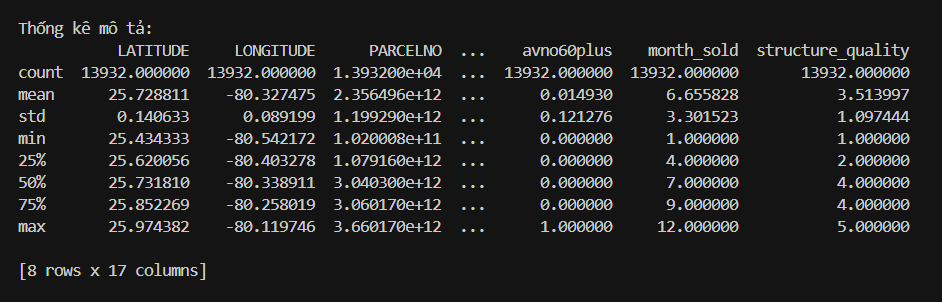 Thống kê mô tả:
LATITUDE LONGITUDE PARCELNO ... avno60plus month_sold structure_quality
count 13932.000000 13932.000000 1.393200e+04 ... 13932.000000 13932.000000 13932.000000
mean 25.728811 -80.327475 2.356496e+12 ... 0.014930 6.655828 3.513997
std 0.140633 0.089199 1.199290e+12 ... 0.121276 3.301523 1.097444
min 25.434333 -80.542172 1.020008e+11 ... 0.000000 1.000000 1.000000
25% 25.620056 -80.403278 1.079160e+12 ... 0.000000 4.000000 2.000000
50% 25.731810 -80.338911 3.040300e+12 ... 0.000000 7.000000 4.000000
75% 25.852269 -80.258019 3.060170e+12 ... 0.000000 9.000000 4.000000
max 25.974382 -80.119746 3.660170e+12 ... 1.000000 12.000000 5.000000
[8 rows x 17 columns]